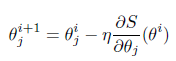 θ_j^{i+1} = θ_j^i − η ∂S/∂θ_j (θ^i)